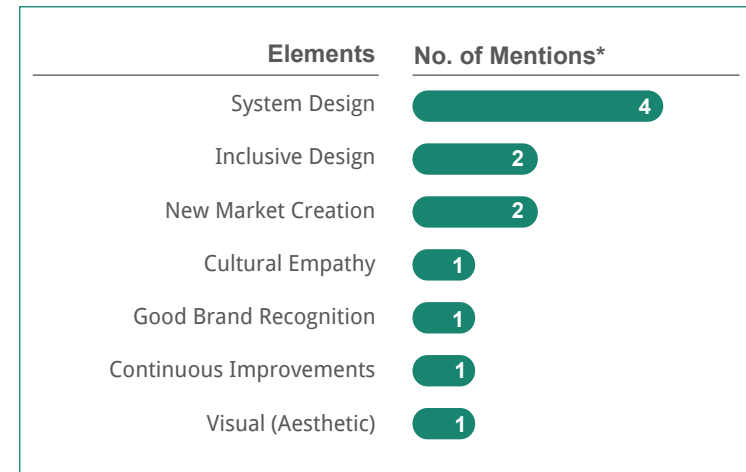 Elements No. of Mentions*
System Design 4
Inclusive Design 2
New Market Creation 2
Cultural Empathy 1
Good Brand Recognition 1
Continuous Improvements 1
Visual (Aesthetic) 1